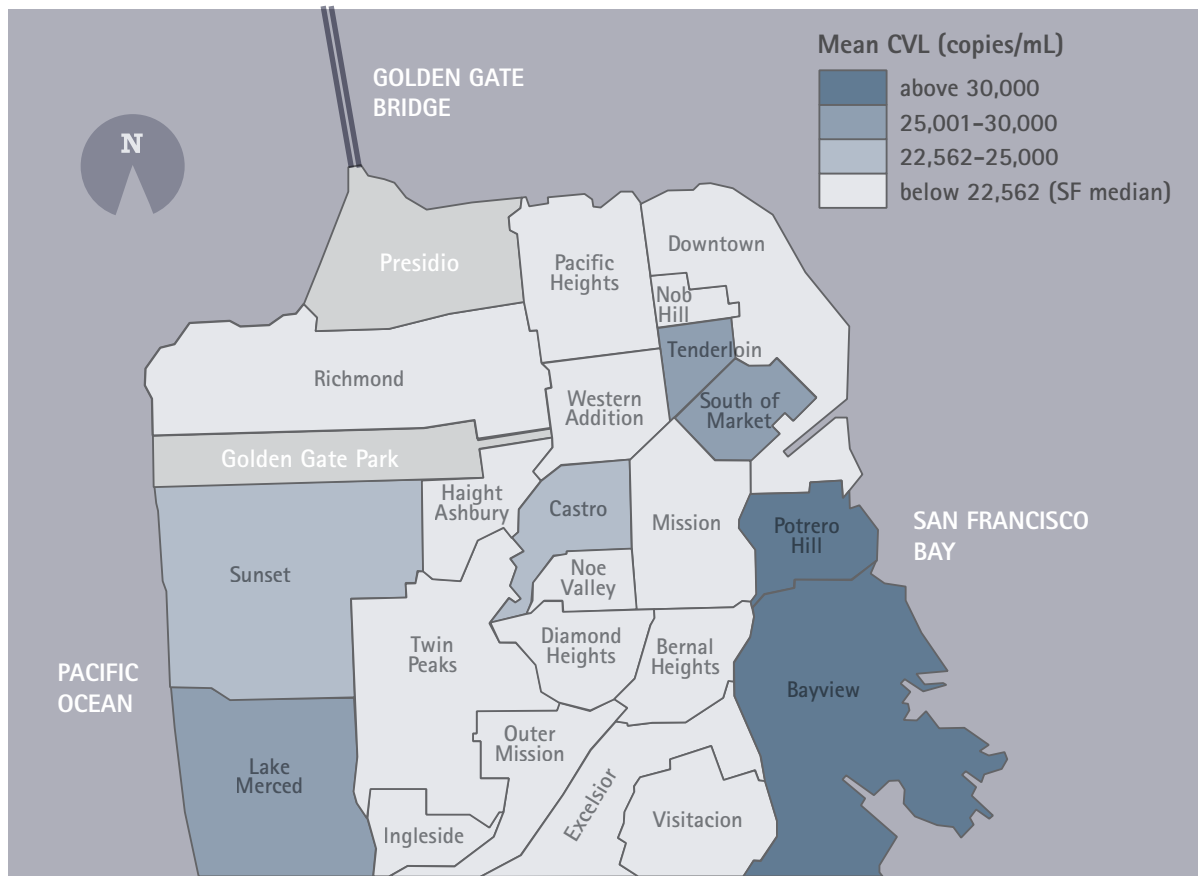 Mean CVL (copies/mL)
above 30,000
25,001–30,000
22,562–25,000
below 22,562 (SF median)
GOLDEN GATE
BRIDGE
N
Presidio
Pacific
Heights
Downtown
Nob
Hill
Tenderloin
Richmond
Western
Addition
South of
Market
Golden Gate Park
Haight
Ashbury
Castro
Mission
Potrero
Hill
SAN FRANCISCO
BAY
Sunset
Noe
Valley
Twin
Peaks
Diamond
Heights
Bernal
Heights
PACIFIC
OCEAN
Bayview
Outer
Mission
Lake
Merced
Excelsior
Visitacion
Ingleside